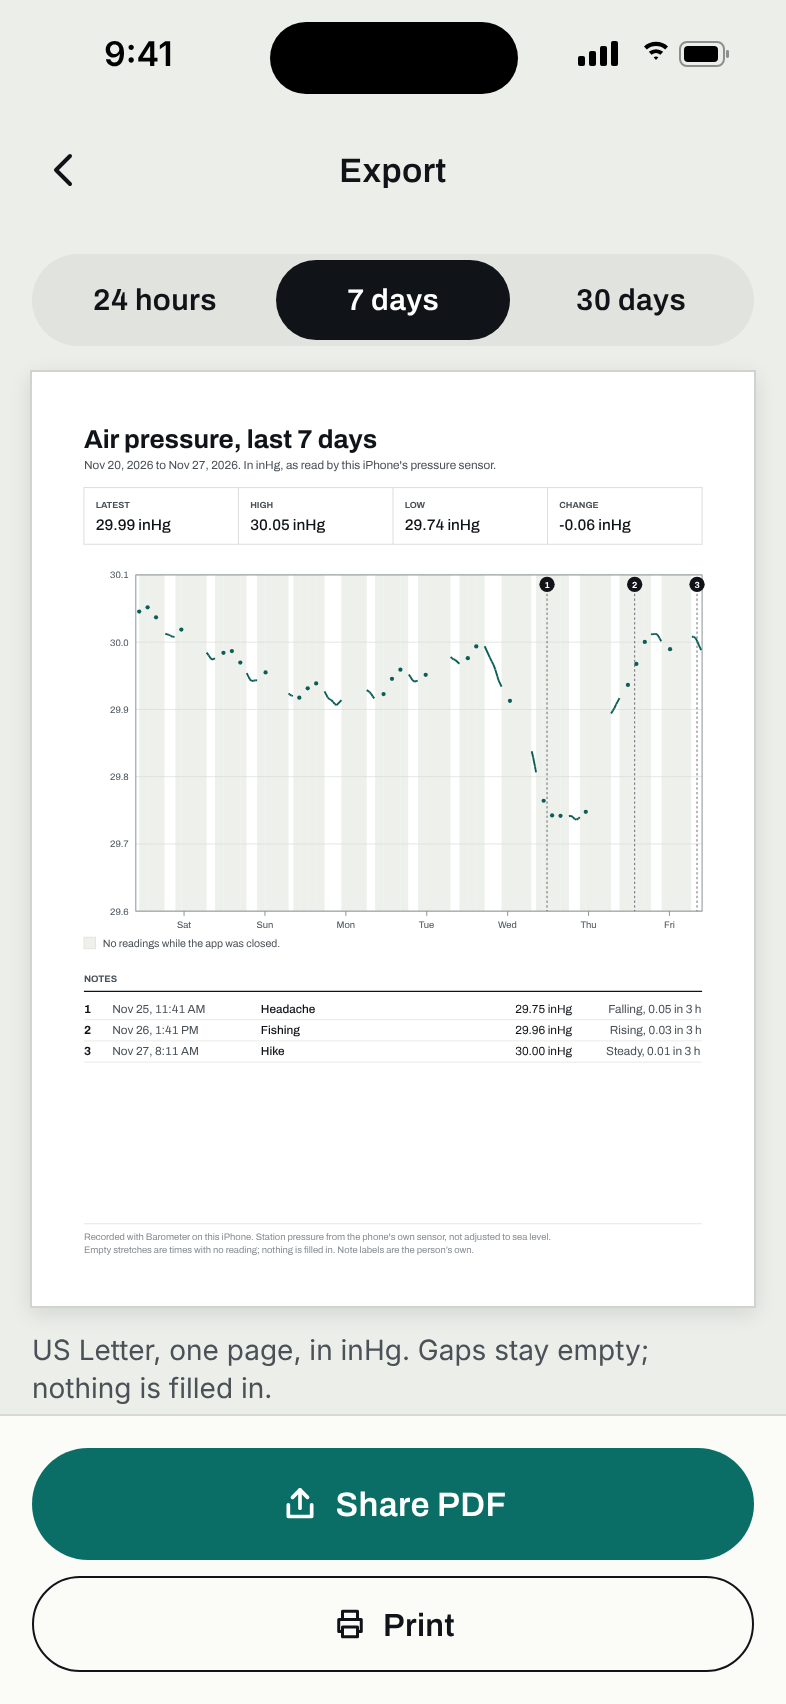 9:41
Export
24 hours
7 days
30 days
Air pressure, last 7 days
Nov 20, 2026 to Nov 27, 2026. In inHg, as read by this iPhone's pressure sensor.
LATEST
29.99 inHg
HIGH
30.05 inHg
LOW
29.74 inHg
CHANGE
-0.06 inHg
30.1
30.0
29.9
29.8
29.7
29.6
1
2
3
Sat
Sun
Mon
Tue
Wed
Thu
Fri
No readings while the app was closed.
NOTES
1 Nov 25, 11:41 AM Headache 29.75 inHg Falling, 0.05 in 3 h
2 Nov 26, 1:41 PM Fishing 29.96 inHg Rising, 0.03 in 3 h
3 Nov 27, 8:11 AM Hike 30.00 inHg Steady, 0.01 in 3 h
Recorded with Barometer on this iPhone. Station pressure from the phone's own sensor, not adjusted to sea level.
Empty stretches are times with no reading; nothing is filled in. Note labels are the person's own.
US Letter, one page, in inHg. Gaps stay empty;
nothing is filled in.
Share PDF
Print